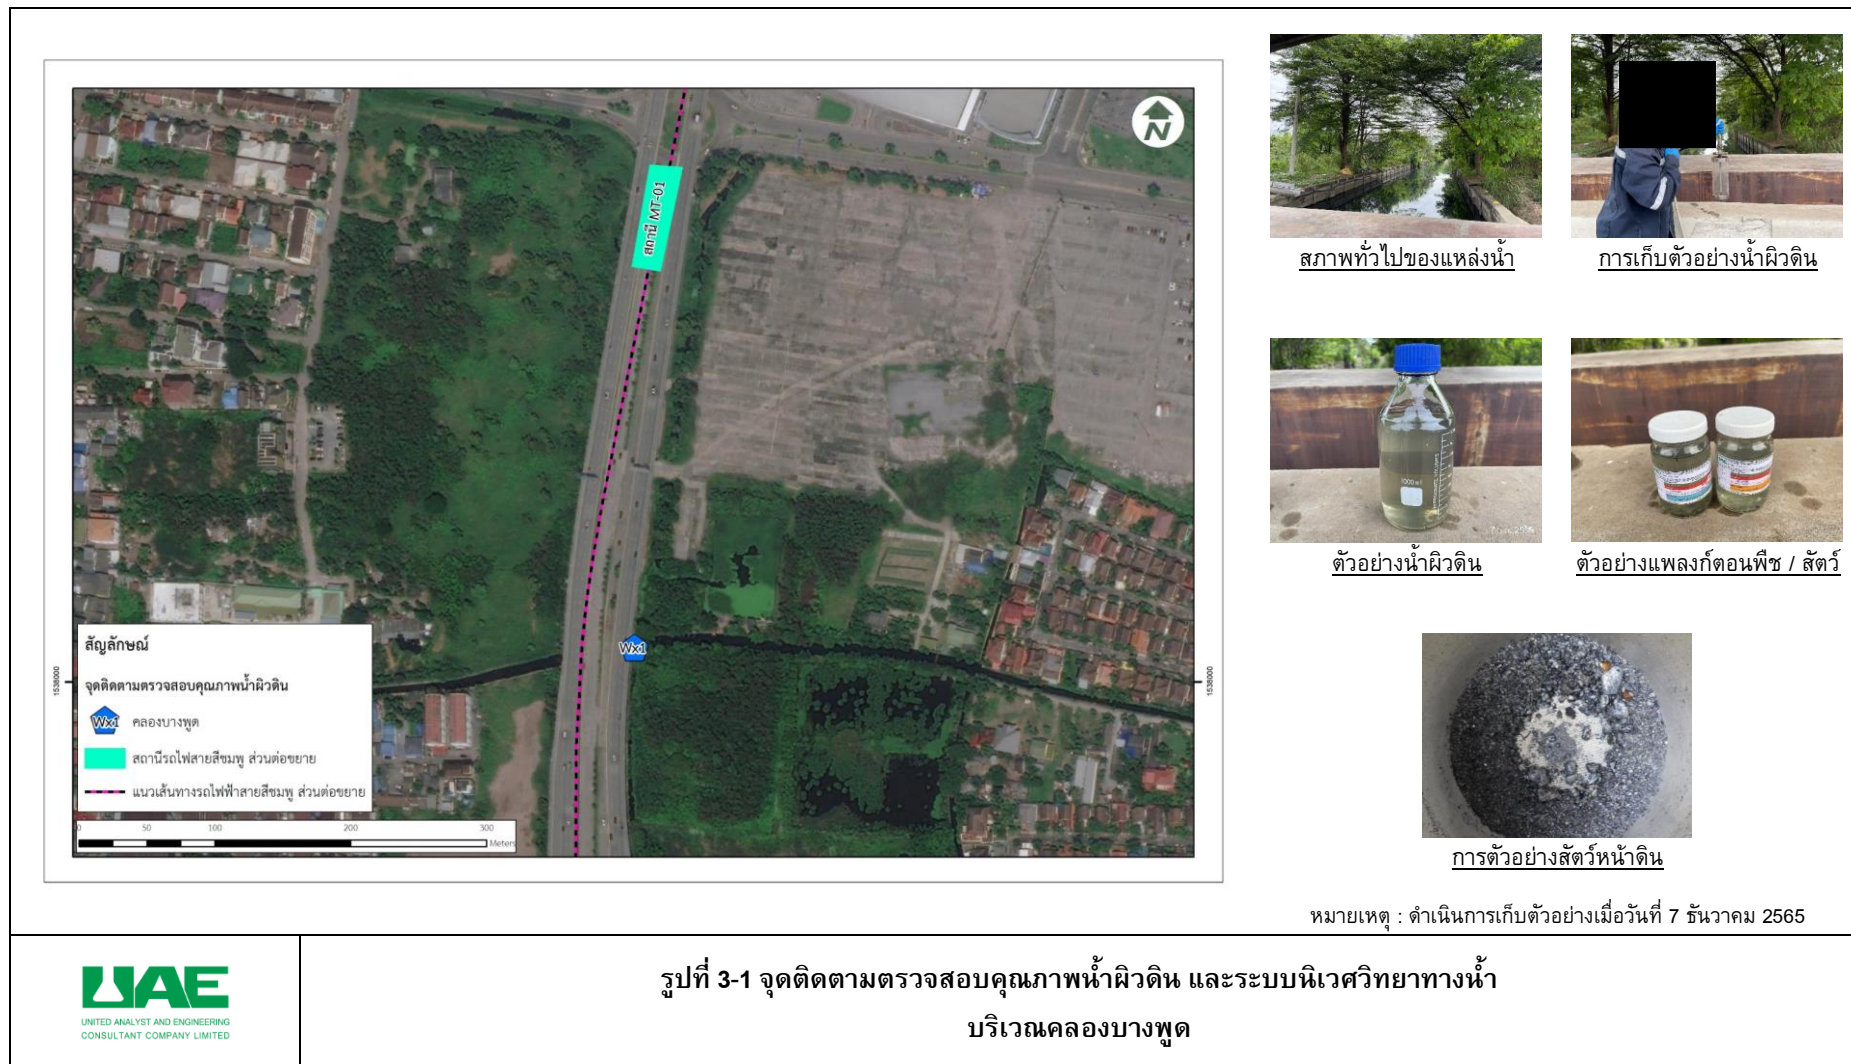 N
สถานี MT-01
Wx1
1538000
1538000
สัญลักษณ์
จุดติดตามตรวจสอบคุณภาพน้ำผิวดิน
Wx1 คลองบางพูด
สถานีรถไฟสายสีชมพู ส่วนต่อขยาย
แนวเส้นทางรถไฟฟ้าสายสีชมพู ส่วนต่อขยาย
0 50 100 200 300
Meters
สภาพทั่วไปของแหล่งน้ำ
การเก็บตัวอย่างน้ำผิวดิน
1000 ml
ตัวอย่างน้ำผิวดิน
ตัวอย่างแพลงก์ตอนพืช / สัตว์
การตัวอย่างสัตว์หน้าดิน
หมายเหตุ : ดำเนินการเก็บตัวอย่างเมื่อวันที่ 7 ธันวาคม 2565
UAE
UNITED ANALYST AND ENGINEERING
CONSULTANT COMPANY LIMITED
รูปที่ 3-1 จุดติดตามตรวจสอบคุณภาพน้ำผิวดิน และระบบนิเวศวิทยาทางน้ำ
บริเวณคลองบางพูด